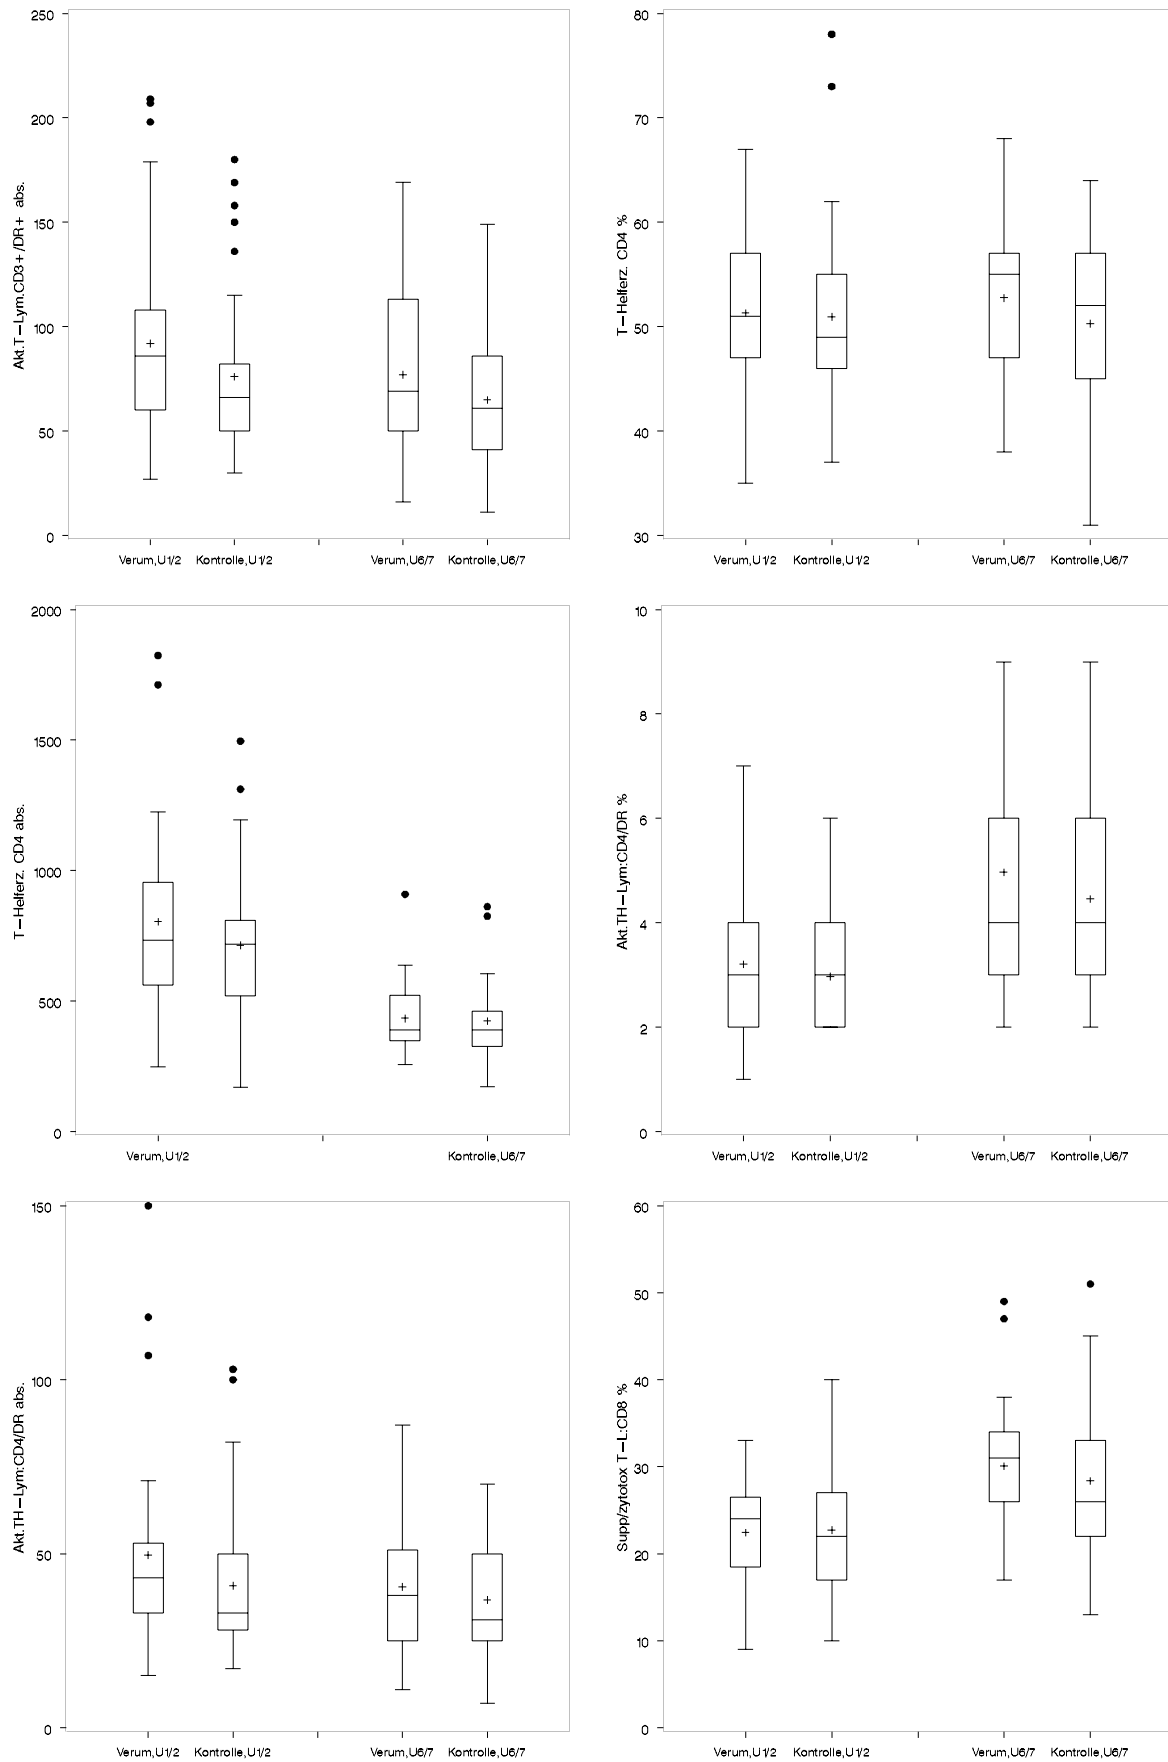 250
200
150
100
50
0
Akt.T-Lym.CD3+/DR+ abs.
Verum,U1/2 Kontrolle,U1/2 Verum,U6/7 Kontrolle,U6/7
80
70
60
50
40
30
T-Helferz. CD4 %
Verum,U1/2 Kontrolle,U1/2 Verum,U6/7 Kontrolle,U6/7
2000
1500
1000
500
0
T-Helferz. CD4 abs.
Verum,U1/2 Kontrolle,U6/7
10
8
6
4
2
0
Akt.TH-Lym:CD4/DR %
Verum,U1/2 Kontrolle,U1/2 Verum,U6/7 Kontrolle,U6/7
150
100
50
0
Akt.TH-Lym:CD4/DR abs.
Verum,U1/2 Kontrolle,U1/2 Verum,U6/7 Kontrolle,U6/7
60
50
40
30
20
10
0
Supp/zytotox T-L:CD8 %
Verum,U1/2 Kontrolle,U1/2 Verum,U6/7 Kontrolle,U6/7